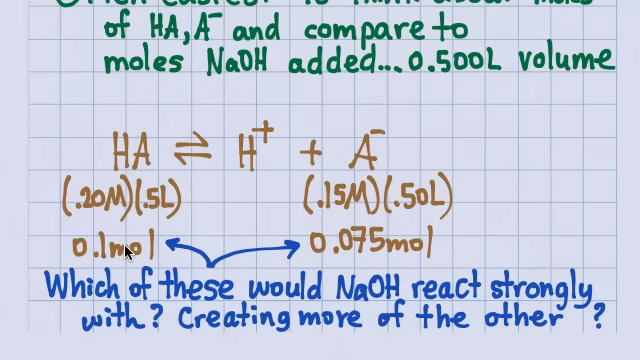 of HA, A⁻ and compare to
moles NaOH added... 0.500L volume
HA ⇌ H⁺ + A⁻
(.20M)(.5L) (.15M)(.50L)
0.1mol 0.075mol
Which of these would NaOH react strongly
with? Creating more of the other ?